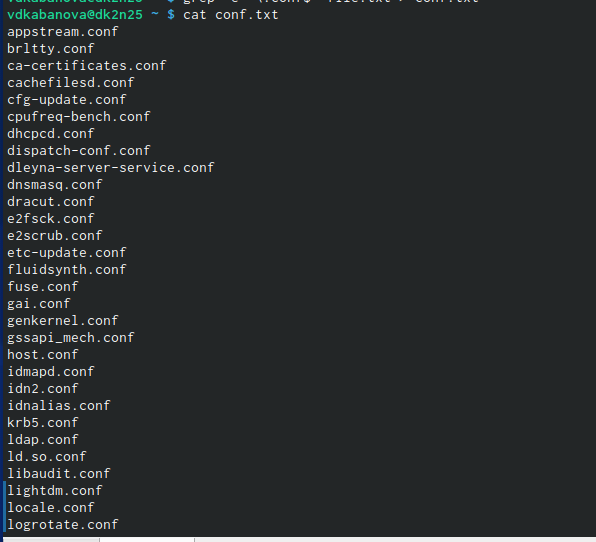 vdkabanova@dk2n25 ~ $ cat conf.txt
appstream.conf
brltty.conf
ca-certificates.conf
cachefilesd.conf
cfg-update.conf
cpufreq-bench.conf
dhcpcd.conf
dispatch-conf.conf
dleyna-server-service.conf
dnsmasq.conf
dracut.conf
e2fsck.conf
e2scrub.conf
etc-update.conf
fluidsynth.conf
fuse.conf
gai.conf
genkernel.conf
gssapi_mech.conf
host.conf
idmapd.conf
idn2.conf
idnalias.conf
krb5.conf
ldap.conf
ld.so.conf
libaudit.conf
lightdm.conf
locale.conf
logrotate.conf